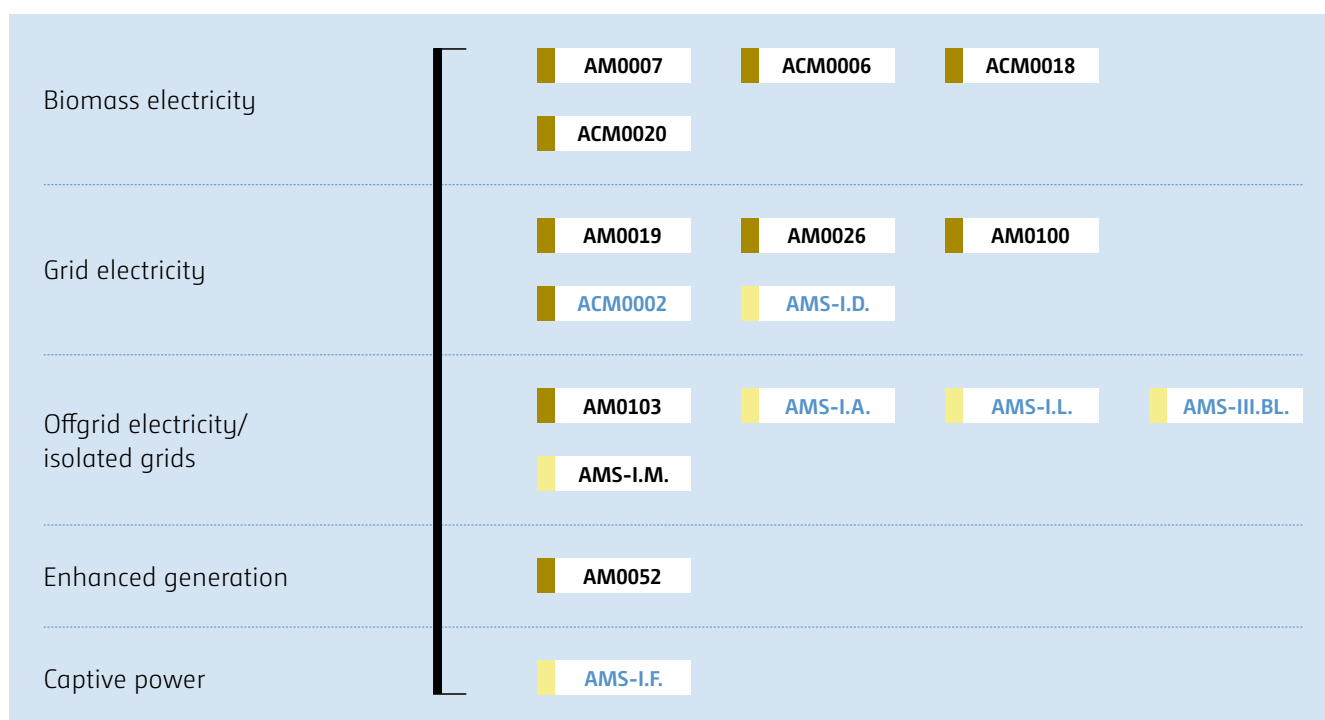 Biomass electricity
AM0007 ACM0006 ACM0018
ACM0020
Grid electricity
AM0019 AM0026 AM0100
ACM0002 AMS-I.D.
Offgrid electricity/
isolated grids
AM0103 AMS-I.A. AMS-I.L. AMS-III.BL.
AMS-I.M.
Enhanced generation
AM0052
Captive power
AMS-I.F.